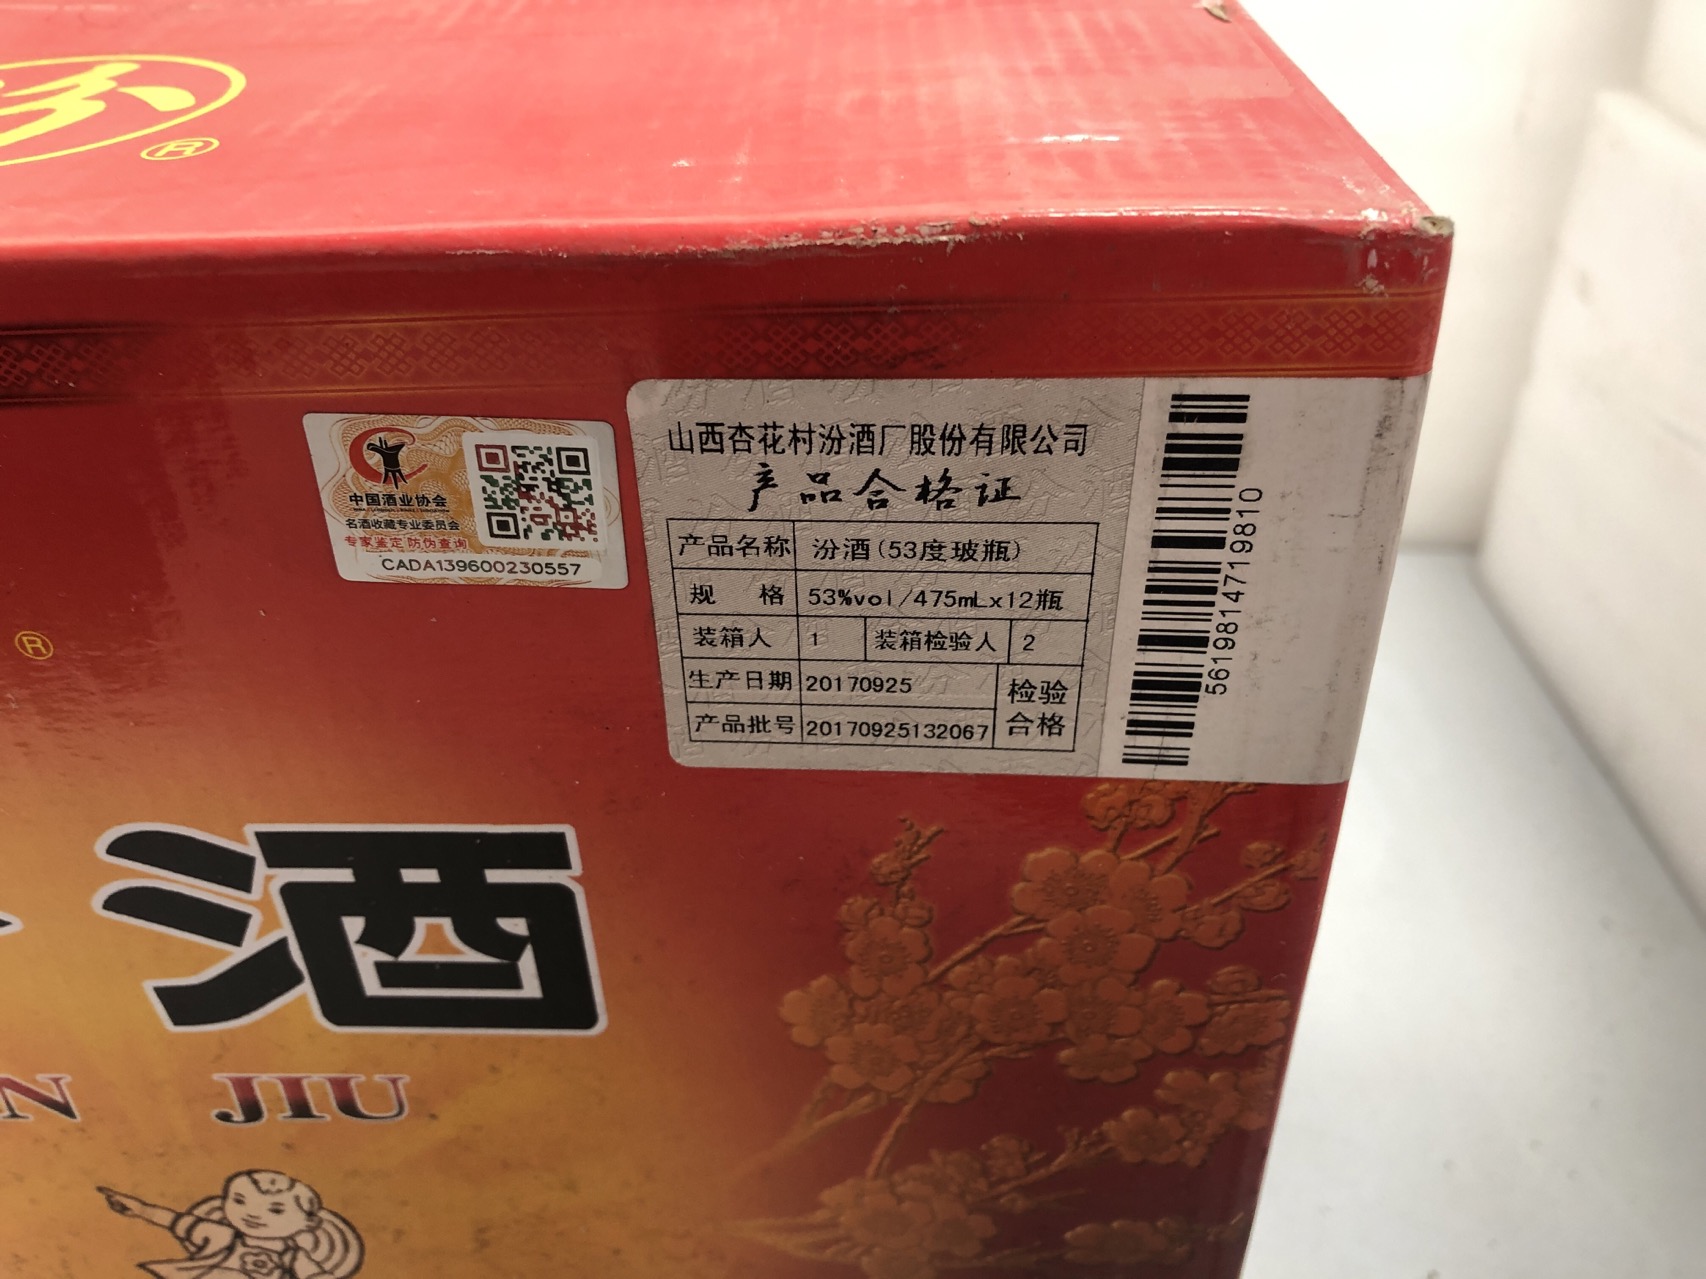 汾
®
中国酒业协会
名酒收藏专业委员会
专家鉴定 防伪查询
CADA139600230557
山西杏花村汾酒厂股份有限公司
产品合格证
产品名称 汾酒(53度玻瓶)
规 格 53%vol/475mLx12瓶
装箱人 1 装箱检验人 2
生产日期 20170925
产品批号 20170925132067
检验
合格
56198147198​10
®
酒
N JIU